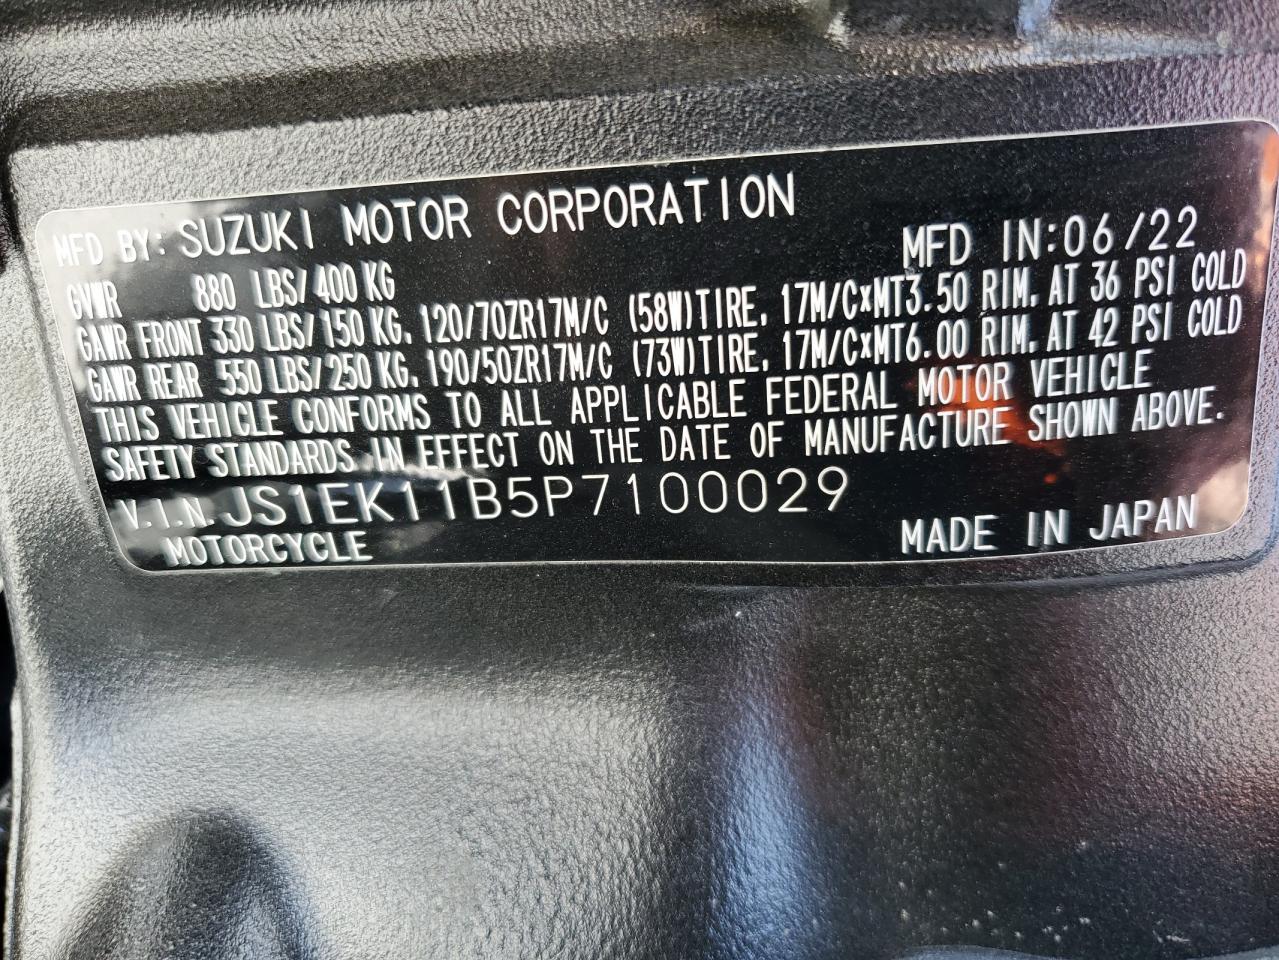 MFD BY: SUZUKI MOTOR CORPORATION
MFD IN:06/22
GVWR 880 LBS/400 KG
GAWR FRONT 330 LBS/150 KG. 120/70ZR17M/C (58W)TIRE, 17M/C×MT3.50 RIM, AT 36 PSI COLD
GAWR REAR 550 LBS/250 KG. 190/50ZR17M/C (73W)TIRE, 17M/C×MT6.00 RIM, AT 42 PSI COLD
THIS VEHICLE CONFORMS TO ALL APPLICABLE FEDERAL MOTOR VEHICLE
SAFETY STANDARDS IN EFFECT ON THE DATE OF MANUFACTURE SHOWN ABOVE.
V.I.N. JS1EK11B5P7100029
MOTORCYCLE MADE IN JAPAN